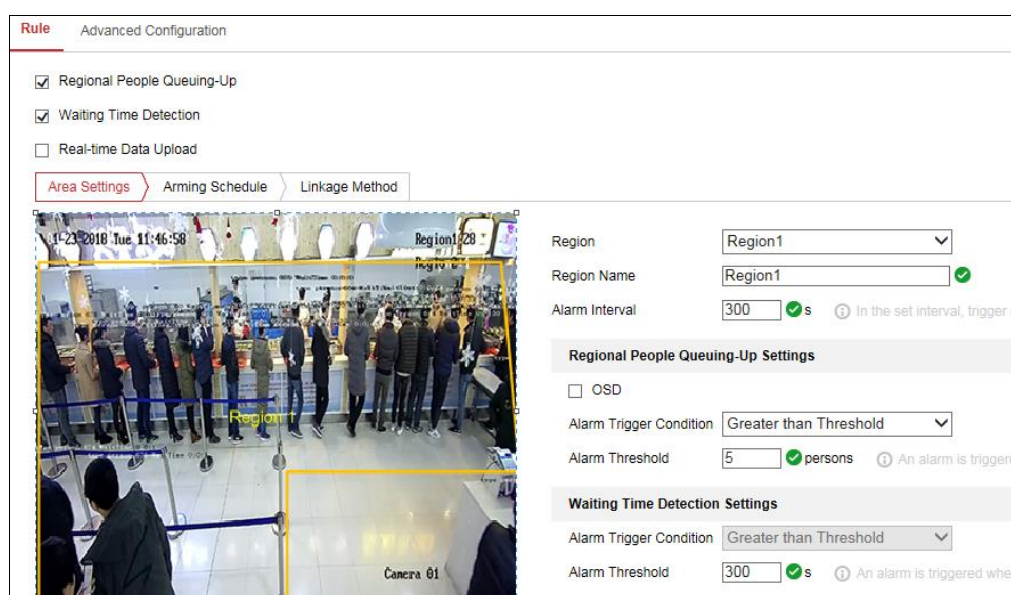 Rule Advanced Configuration
Regional People Queuing-Up
Waiting Time Detection
Real-time Data Upload
Area Settings Arming Schedule Linkage Method
1-23-2018 Tue 11:46:58 Region1 28
Region Region1
Region Name Region1
Alarm Interval 300 s In the set interval, trigger
Regional People Queuing-Up Settings
OSD
Region 1
Alarm Trigger Condition Greater than Threshold
Alarm Threshold 5 persons An alarm is triggere
Waiting Time Detection Settings
Alarm Trigger Condition Greater than Threshold
Camera 01
Alarm Threshold 300 s An alarm is triggered whe